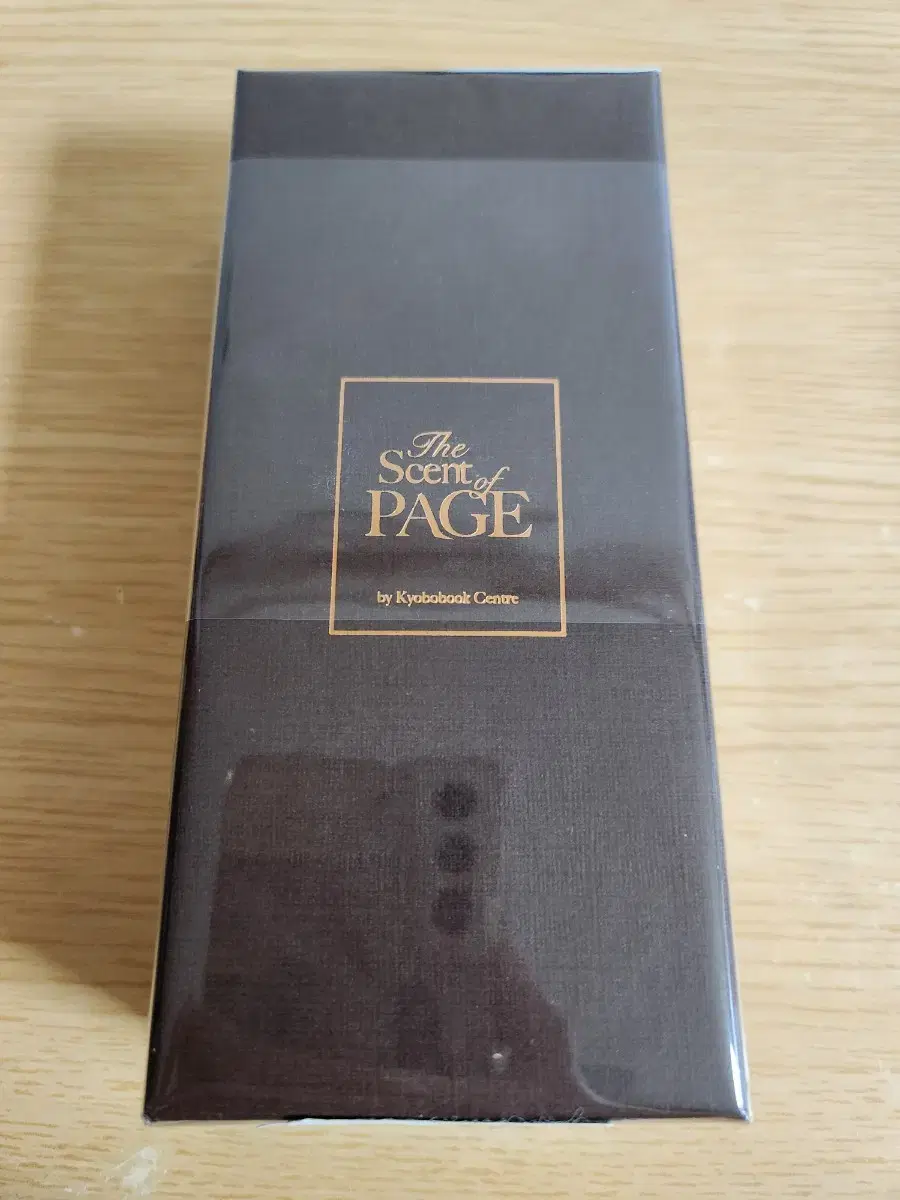 The
Scent of
PAGE
by Kyobobook Centre